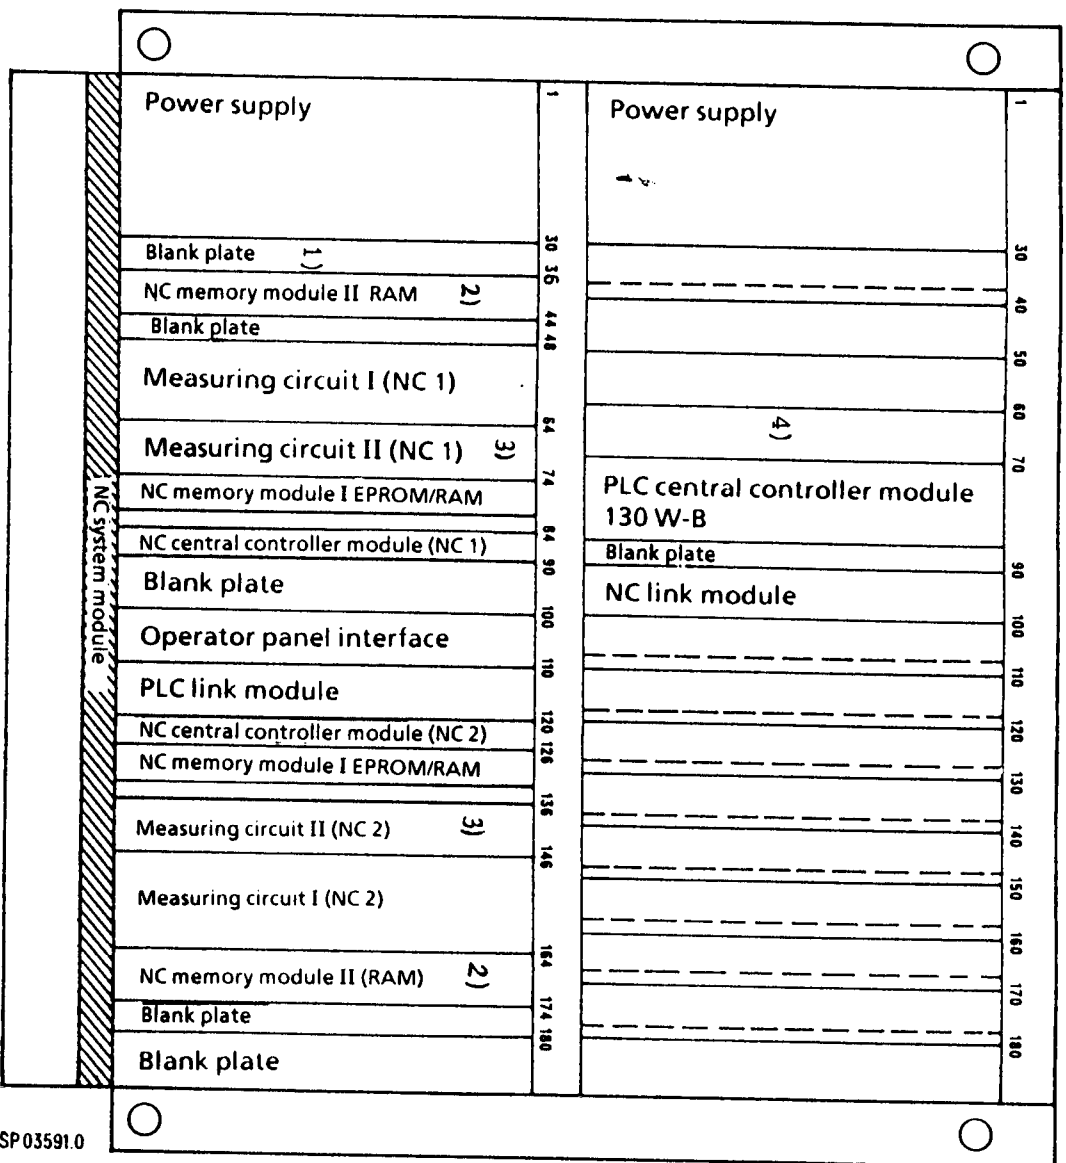 Power supply
1
Blank plate 1)
30
NC memory module II RAM 2)
36
Blank plate
44
Measuring circuit I (NC 1)
48
Measuring circuit II (NC 1) 3)
64
NC memory module I EPROM/RAM
74
NC central controller module (NC 1)
84
Blank plate
90
Operator panel interface
100
PLC link module
110
NC central controller module (NC 2)
120
NC memory module I EPROM/RAM
126
Measuring circuit II (NC 2) 3)
136
Measuring circuit I (NC 2)
146
NC memory module II (RAM) 2)
164
Blank plate
174
Blank plate
180
NC system module
Power supply
1
30
40
50
60
4)
70
PLC central controller module
130 W-B
Blank plate
90
NC link module
100
110
120
130
140
150
160
170
180
SP 03591.0